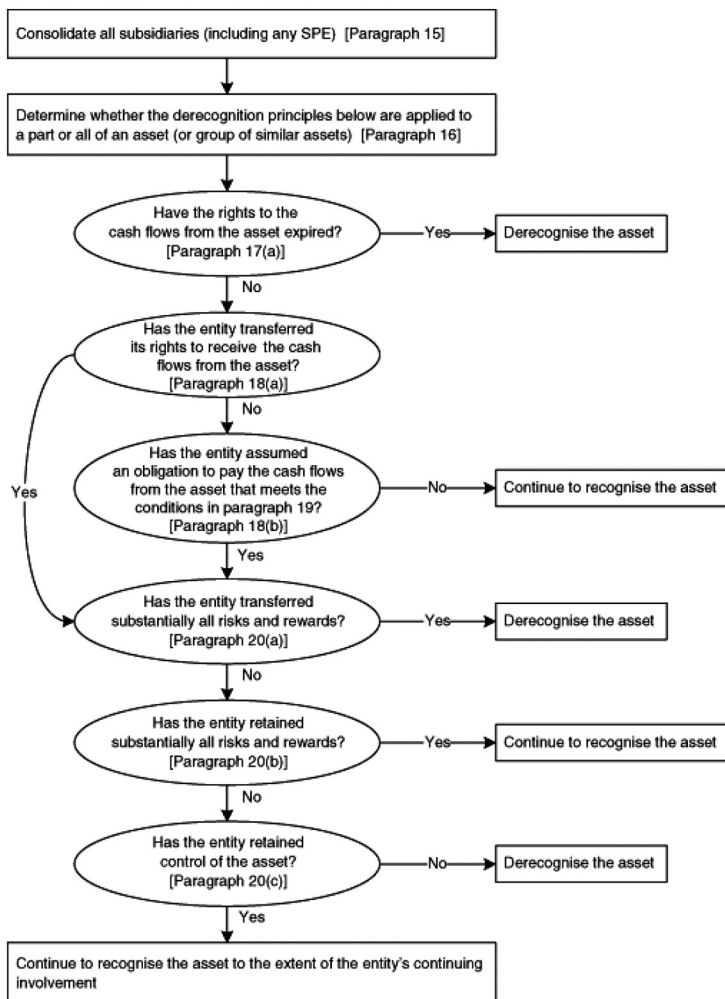 Consolidate all subsidiaries (including any SPE) [Paragraph 15]
Determine whether the derecognition principles below are applied to
a part or all of an asset (or group of similar assets) [Paragraph 16]
Have the rights to the
cash flows from the asset expired?
[Paragraph 17(a)]
Yes
Derecognise the asset
No
Has the entity transferred
its rights to receive the cash
flows from the asset?
[Paragraph 18(a)]
No
Yes
Has the entity assumed
an obligation to pay the cash flows
from the asset that meets the
conditions in paragraph 19?
[Paragraph 18(b)]
No
Continue to recognise the asset
Yes
Has the entity transferred
substantially all risks and rewards?
[Paragraph 20(a)]
Yes
Derecognise the asset
No
Has the entity retained
substantially all risks and rewards?
[Paragraph 20(b)]
Yes
Continue to recognise the asset
No
Has the entity retained
control of the asset?
[Paragraph 20(c)]
No
Derecognise the asset
Yes
Continue to recognise the asset to the extent of the entity's continuing
involvement